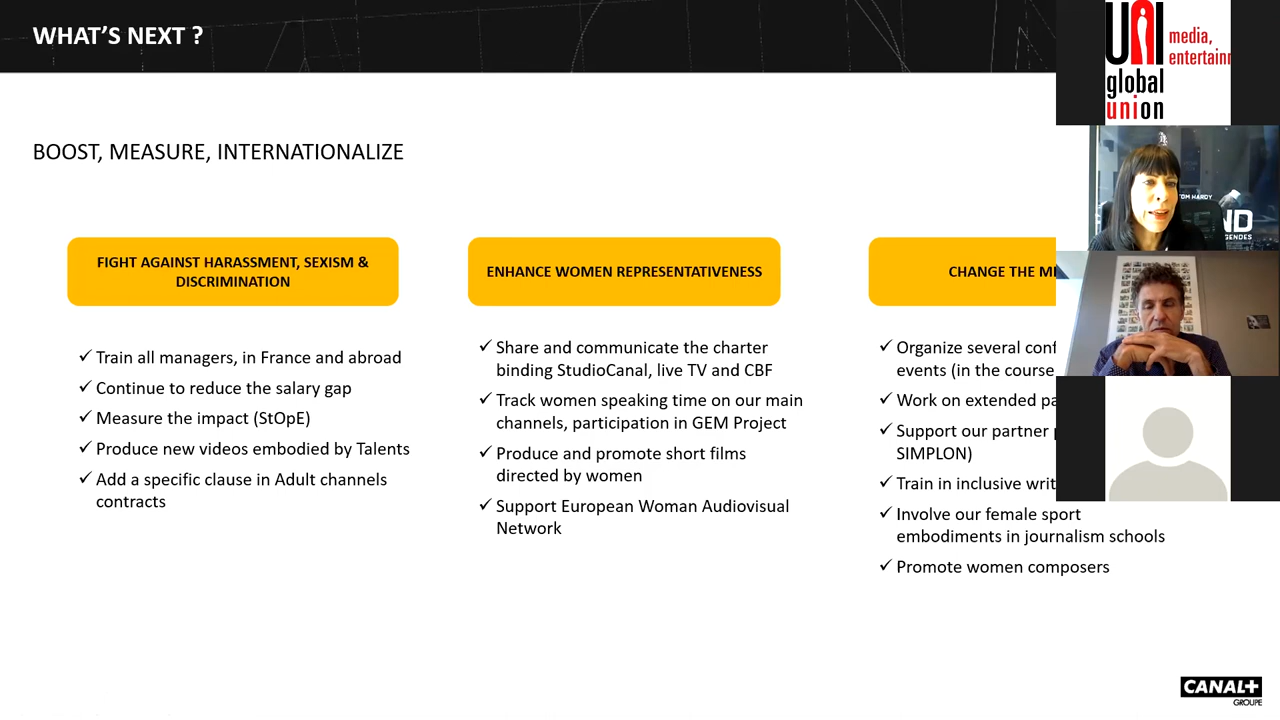 WHAT'S NEXT ?
BOOST, MEASURE, INTERNATIONALIZE
FIGHT AGAINST HARASSMENT, SEXISM &
DISCRIMINATION
✓ Train all managers, in France and abroad
✓ Continue to reduce the salary gap
✓ Measure the impact (StOpE)
✓ Produce new videos embodied by Talents
✓ Add a specific clause in Adult channels
contracts
ENHANCE WOMEN REPRESENTATIVENESS
✓ Share and communicate the charter
binding StudioCanal, live TV and CBF
✓ Track women speaking time on our main
channels, participation in GEM Project
✓ Produce and promote short films
directed by women
✓ Support European Woman Audiovisual
Network
CHANGE THE
✓ Organize several
events (in the course
✓ Work on extended
✓ Support our partner
SIMPLON)
✓ Train in inclusive
✓ Involve our female sport
embodiments in journalism schools
✓ Promote women composers
UNI
media,
global
union
TOM HARDY
CANAL+
GROUPE